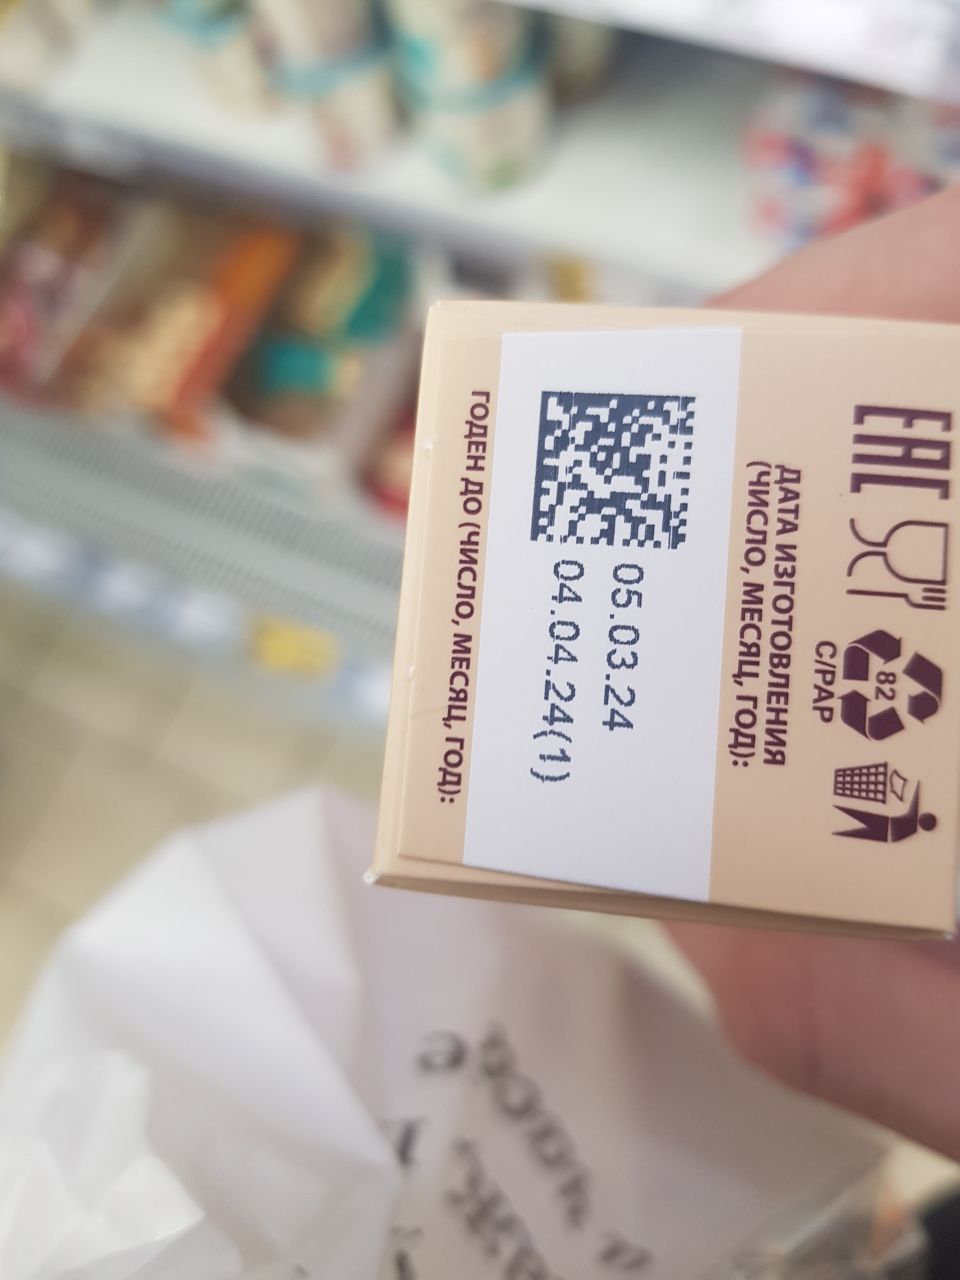 EAC
82
C/PAP
ДАТА ИЗГОТОВЛЕНИЯ
(ЧИСЛО, МЕСЯЦ, ГОД):
05.03.24
04.04.24(1)
ГОДЕН ДО (ЧИСЛО, МЕСЯЦ, ГОД):